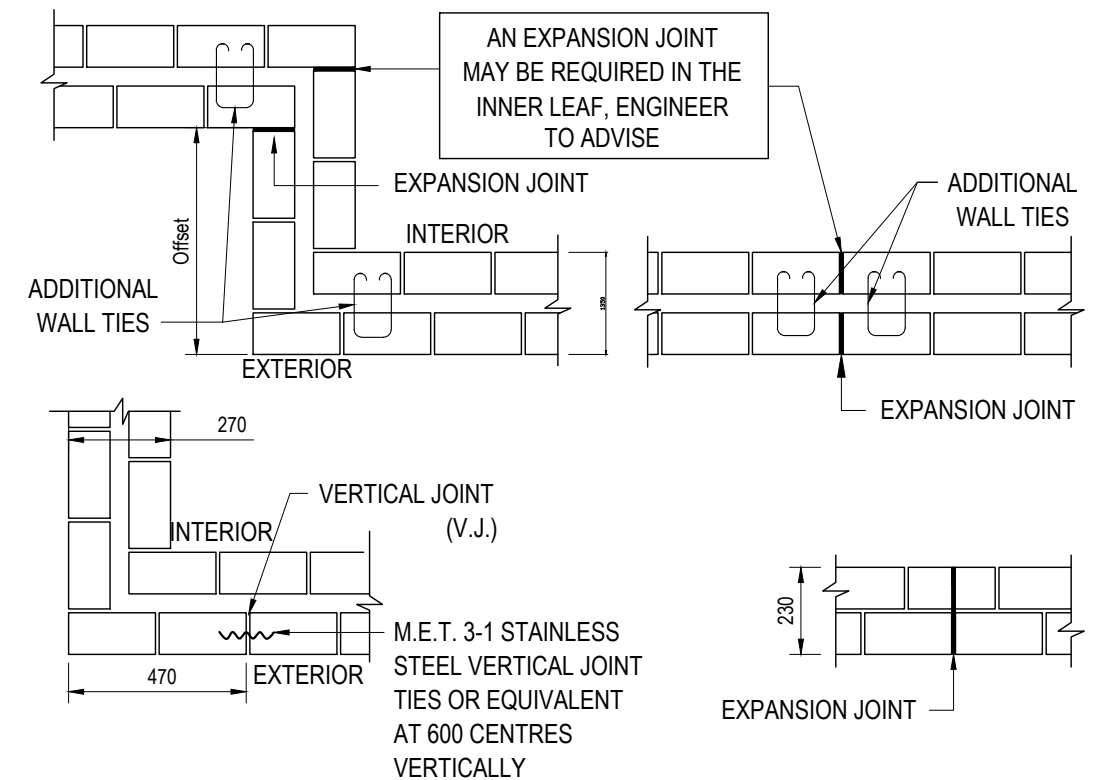 AN EXPANSION JOINT
MAY BE REQUIRED IN THE
INNER LEAF, ENGINEER
TO ADVISE
EXPANSION JOINT
ADDITIONAL
WALL TIES
Offset
INTERIOR
ADDITIONAL
WALL TIES
1350
EXTERIOR
EXPANSION JOINT
270
VERTICAL JOINT
(V.J.)
INTERIOR
230
M.E.T. 3-1 STAINLESS
STEEL VERTICAL JOINT
TIES OR EQUIVALENT
AT 600 CENTRES
VERTICALLY
470
EXTERIOR
EXPANSION JOINT